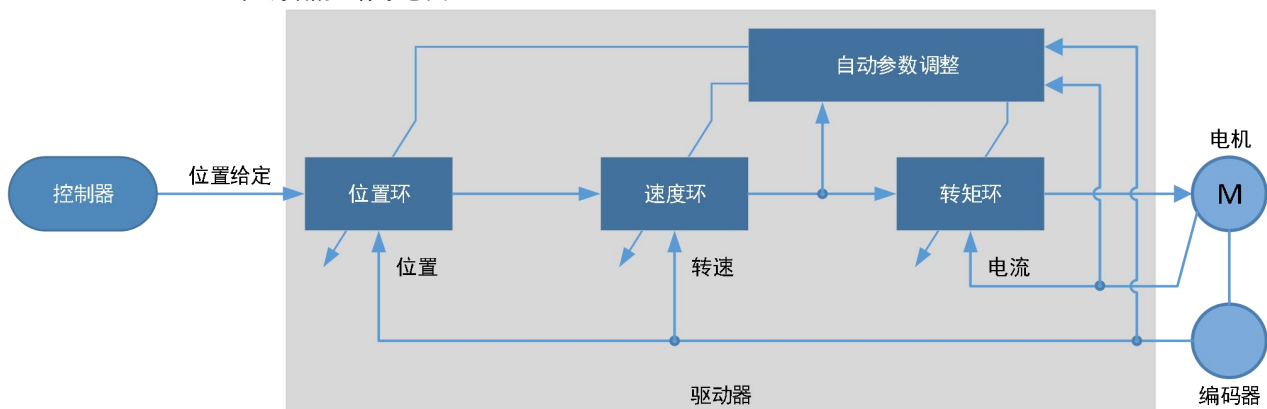 自动参数调整
电机
控制器
位置给定
位置环
速度环
转矩环
M
位置
转速
电流
驱动器
编码器